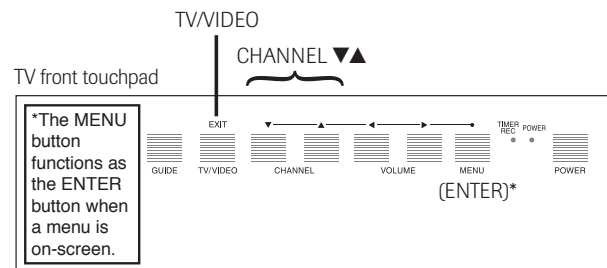 TV/VIDEO
CHANNEL ▼▲
TV front touchpad
*The MENU
button
functions as
the ENTER
button when
a menu is
on-screen.
EXIT ▼ ▲ ◄ ► • TIMER REC POWER
GUIDE TV/VIDEO CHANNEL VOLUME MENU POWER
(ENTER)*